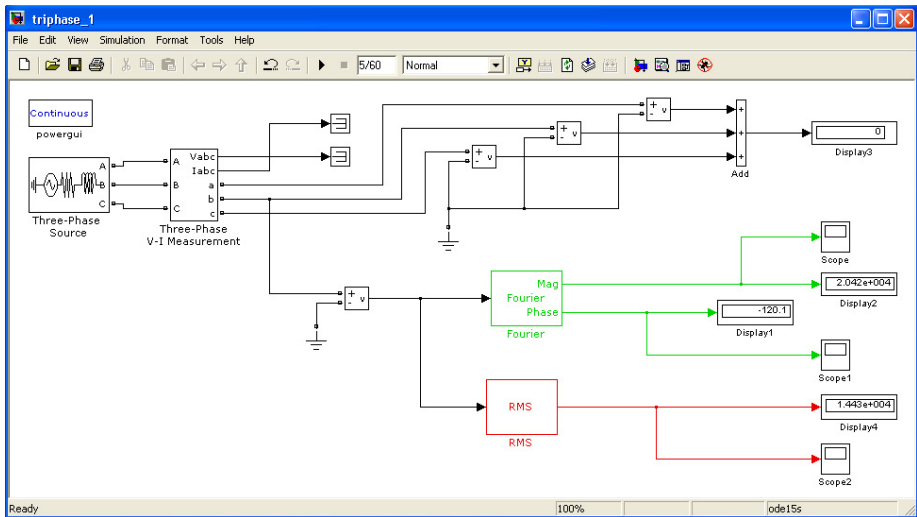 triphase_1
File Edit View Simulation Format Tools Help
5/60 Normal
Continuous
powergui
A
B
C
Three-Phase
Source
A
B
C
Vabc
Iabc
a
b
c
Three-Phase
V-I Measurement
+
-
v
+
-
v
+
-
v
+
+
+
Add
0
Display3
+
-
v
Mag
Fourier
Phase
Fourier
Scope
2.042e+004
Display2
-120.1
Display1
Scope1
RMS
RMS
1.443e+004
Display4
Scope2
Ready 100% ode15s